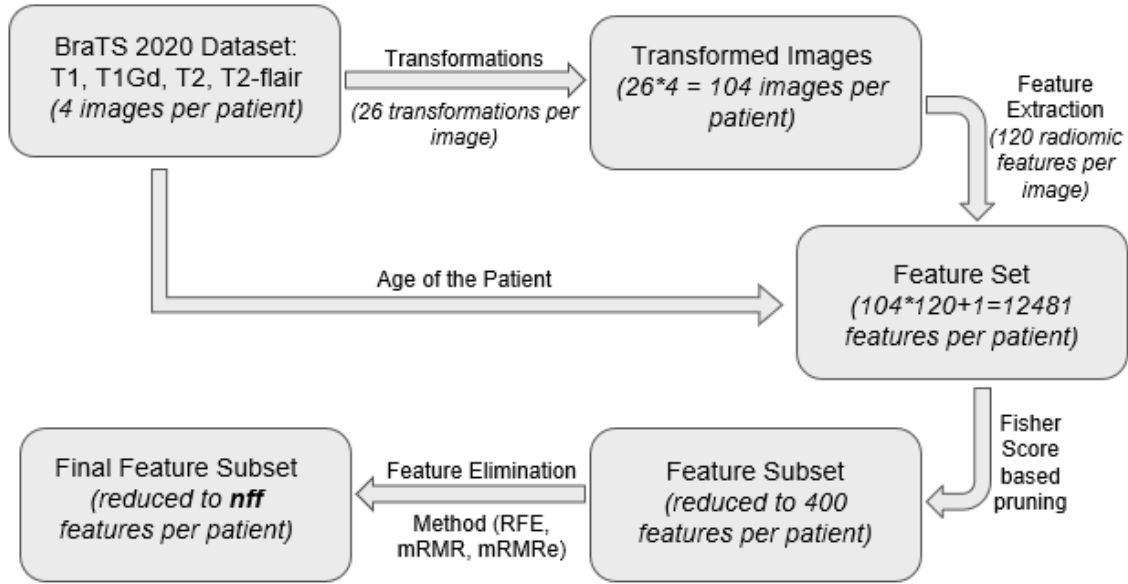 BraTS 2020 Dataset:
T1, T1Gd, T2, T2-flair
(4 images per patient)
Transformations
(26 transformations per
image)
Transformed Images
(26*4 = 104 images per
patient)
Feature
Extraction
(120 radiomic
features per
image)
Age of the Patient
Feature Set
(104*120+1=12481
features per patient)
Fisher
Score
based
pruning
Feature Subset
(reduced to 400
features per patient)
Feature Elimination
Method (RFE,
mRMR, mRMRe)
Final Feature Subset
(reduced to nff
features per patient)